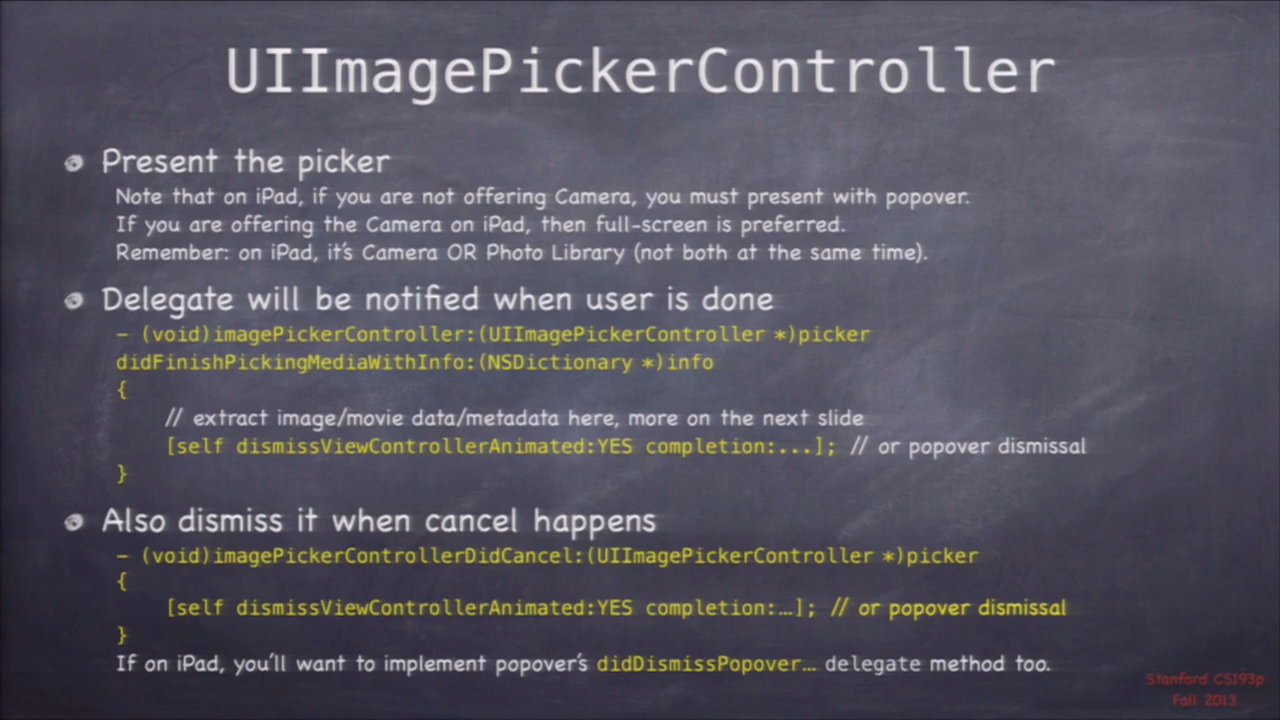 UIImagePickerController
Present the picker
Note that on iPad, if you are not offering Camera, you must present with popover.
If you are offering the Camera on iPad, then full-screen is preferred.
Remember: on iPad, it's Camera OR Photo Library (not both at the same time).
Delegate will be notified when user is done
- (void)imagePickerController:(UIImagePickerController *)picker
didFinishPickingMediaWithInfo:(NSDictionary *)info
{
// extract image/movie data/metadata here, more on the next slide
[self dismissViewControllerAnimated:YES completion:...]; // or popover dismissal
}
Also dismiss it when cancel happens
- (void)imagePickerControllerDidCancel:(UIImagePickerController *)picker
{
[self dismissViewControllerAnimated:YES completion:…]; // or popover dismissal
}
If on iPad, you'll want to implement popover's didDismissPopover… delegate method too.
Stanford CS193p
Fall 2013